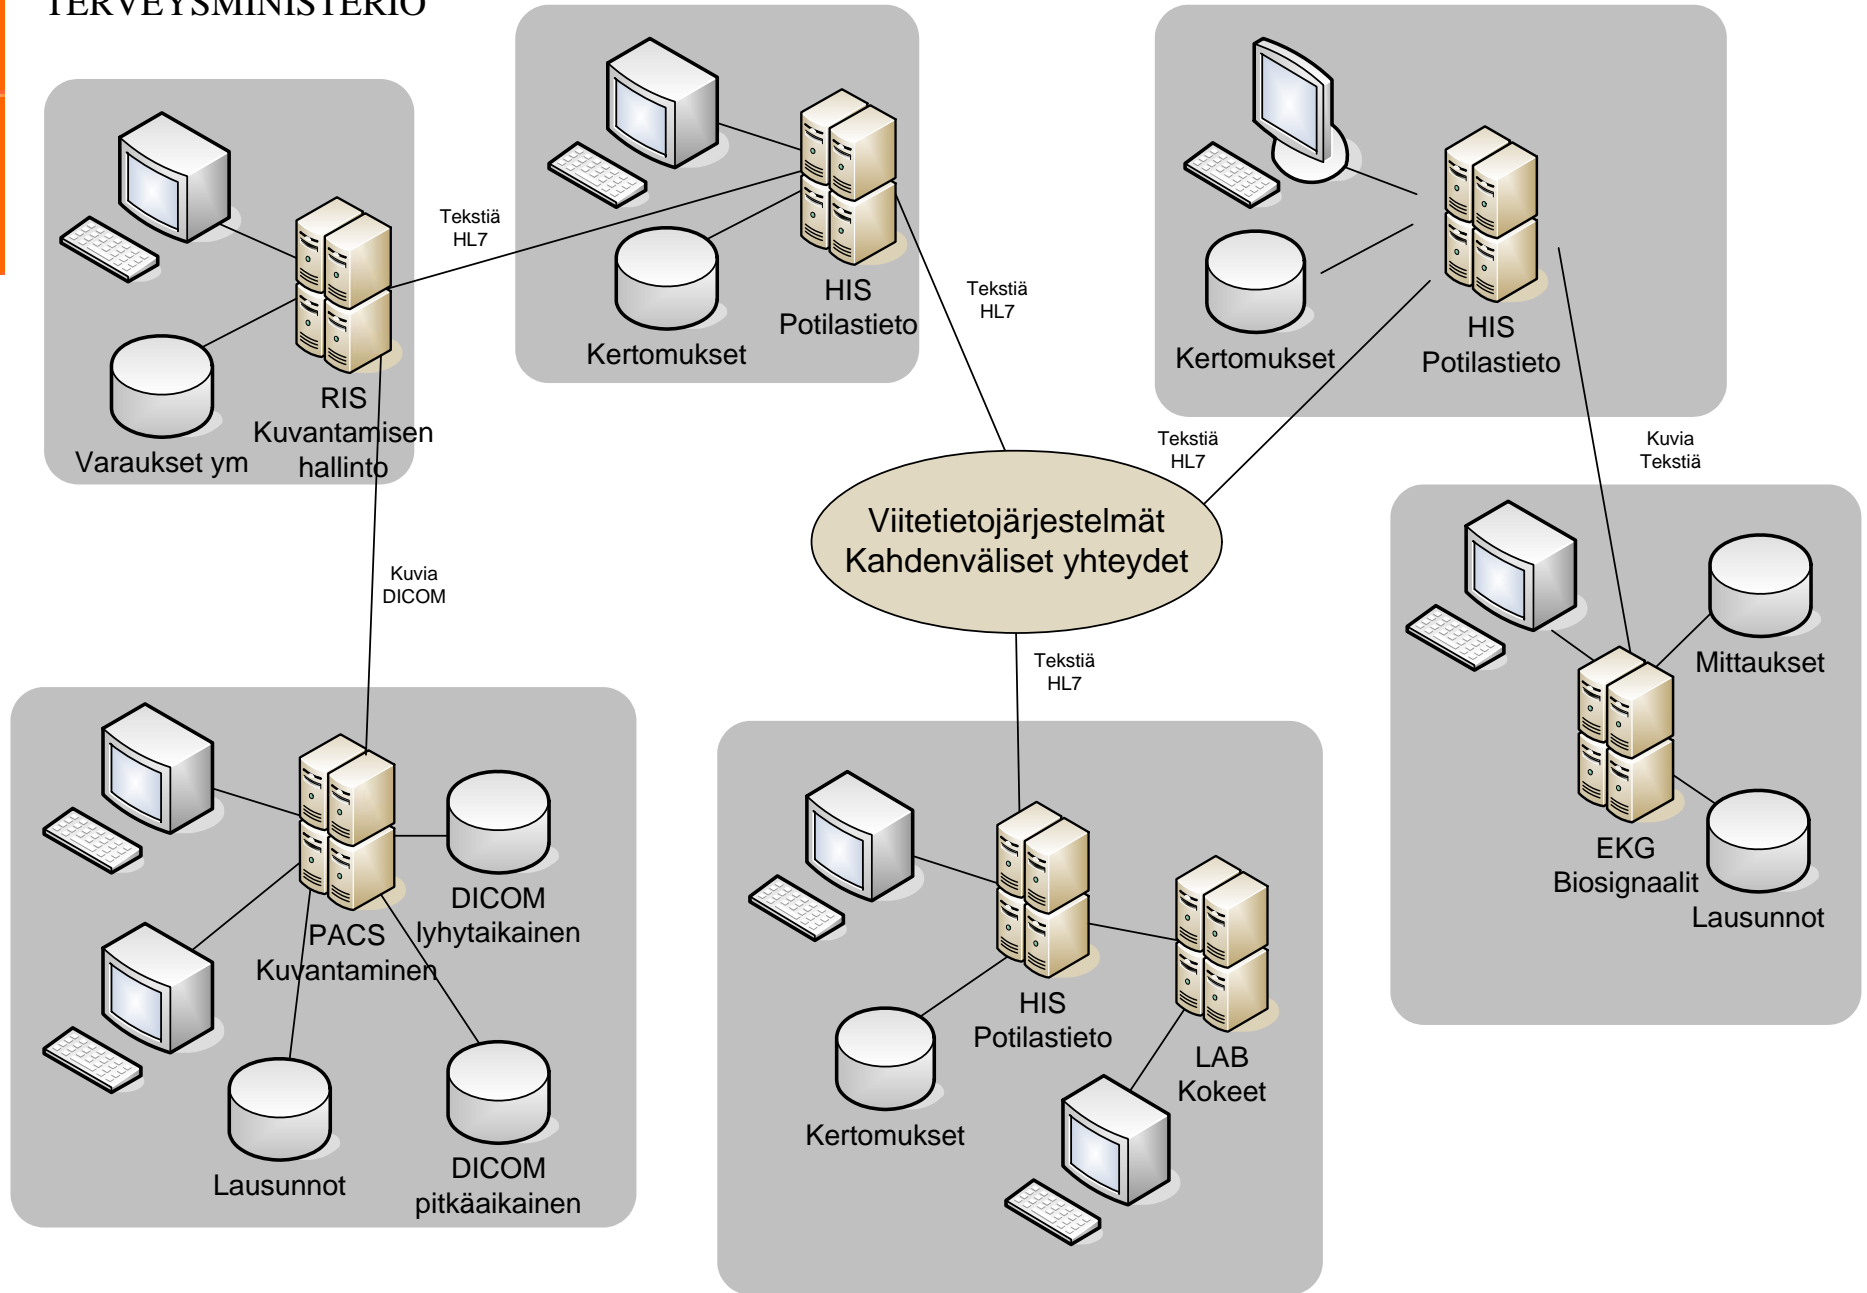 TERVEYSMINISTERIÖ
Tekstiä
HL7
HIS
Potilastieto
Kertomukset
Tekstiä
HL7
HIS
Potilastieto
Kertomukset
RIS
Kuvantamisen
hallinto
Varaukset ym
Tekstiä
HL7
Kuvia
Tekstiä
Viitetietojärjestelmät
Kahdenväliset yhteydet
Kuvia
DICOM
Tekstiä
HL7
Mittaukset
EKG
Biosignaalit
Lausunnot
DICOM
lyhytaikainen
PACS
Kuvantaminen
Lausunnot
DICOM
pitkäaikainen
HIS
Potilastieto
LAB
Kokeet
Kertomukset